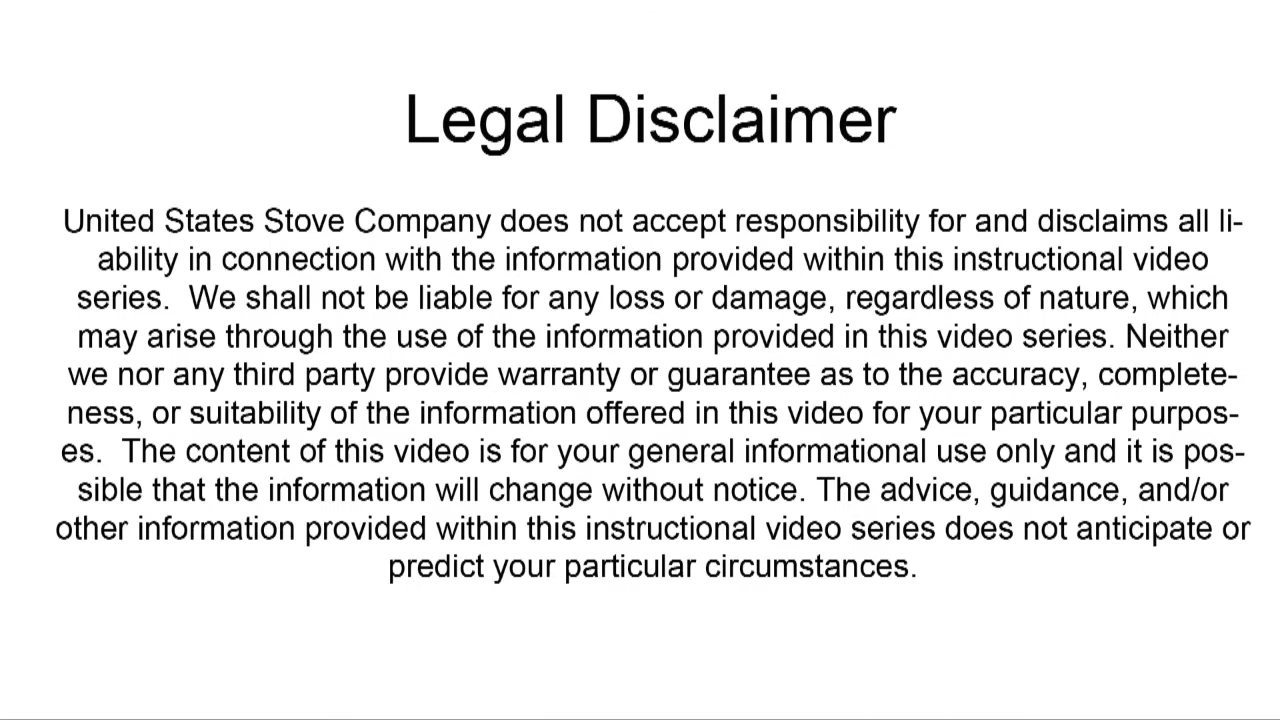 Legal Disclaimer
United States Stove Company does not accept responsibility for and disclaims all li-
ability in connection with the information provided within this instructional video
series.  We shall not be liable for any loss or damage, regardless of nature, which
may arise through the use of the information provided in this video series. Neither
we nor any third party provide warranty or guarantee as to the accuracy, complete-
ness, or suitability of the information offered in this video for your particular purpos-
es.  The content of this video is for your general informational use only and it is pos-
sible that the information will change without notice. The advice, guidance, and/or
other information provided within this instructional video series does not anticipate or
predict your particular circumstances.